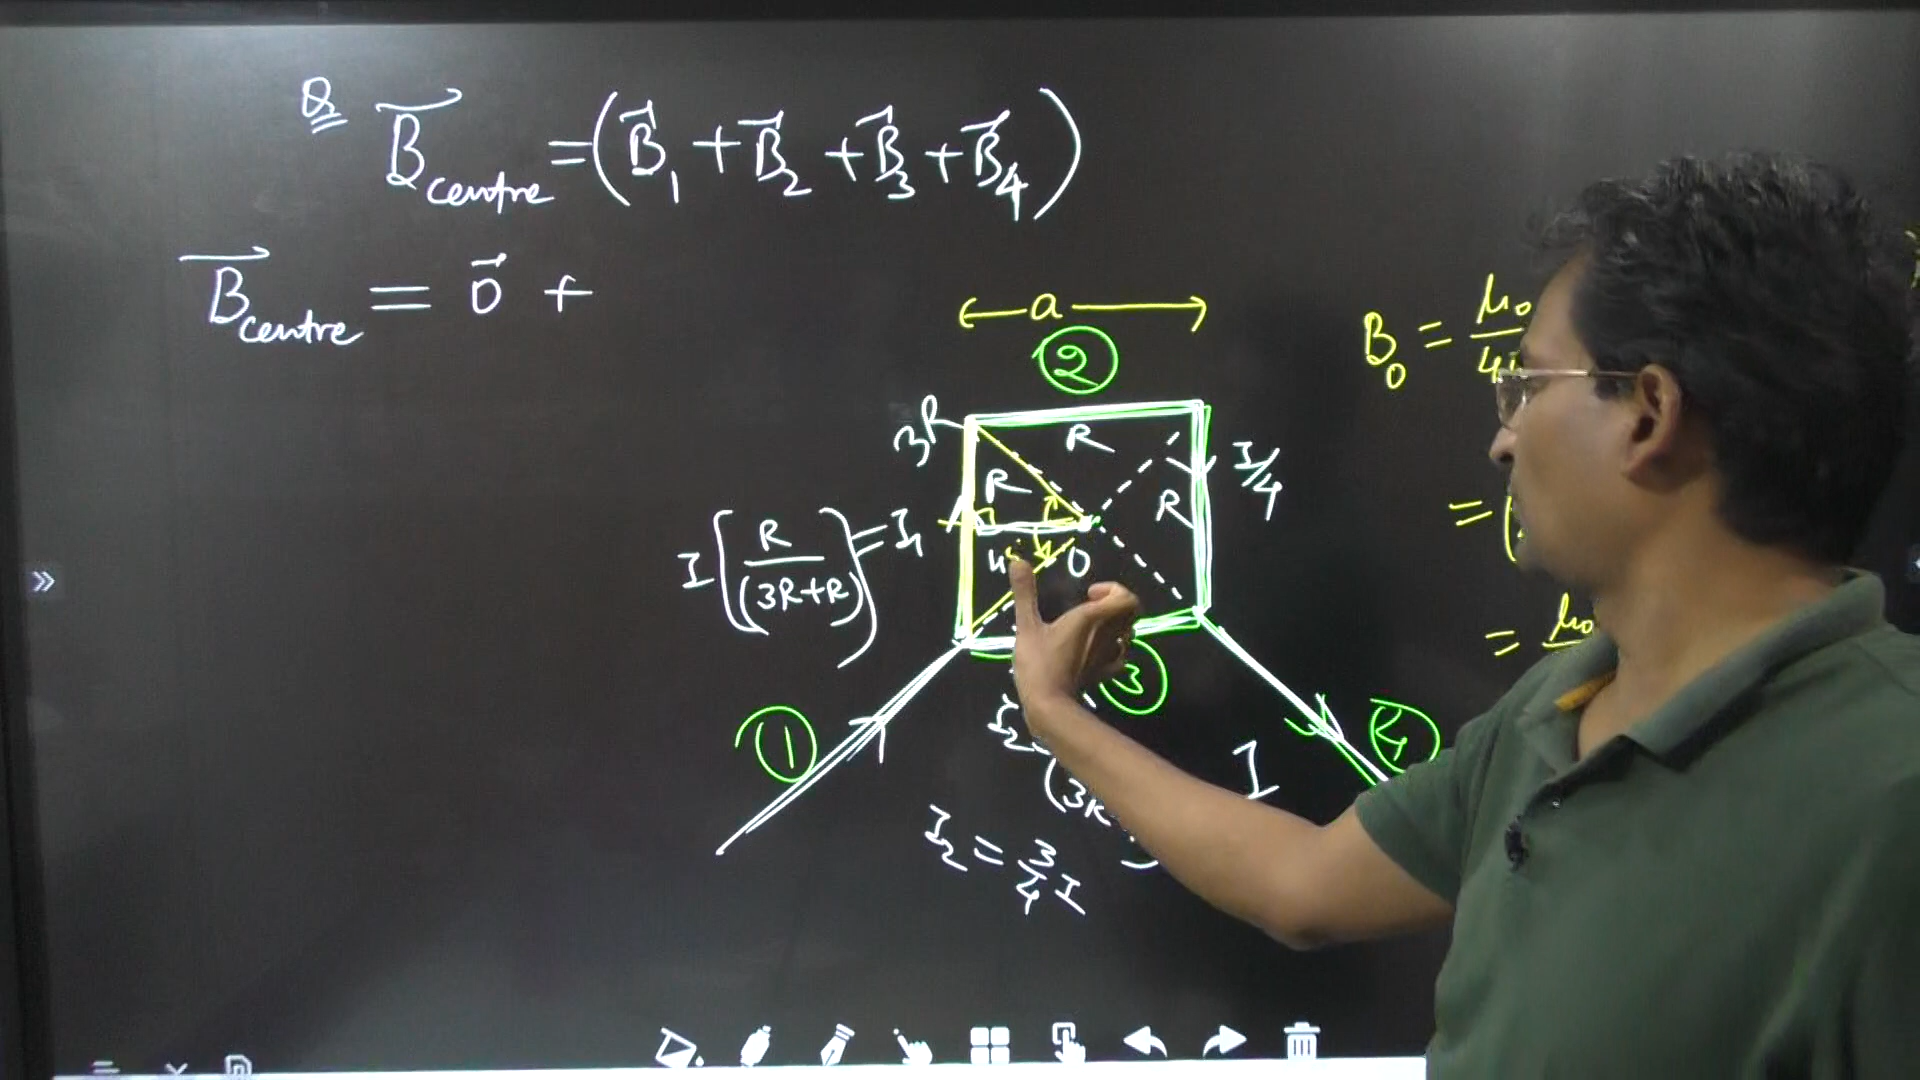 Q B⃗centre = (B⃗1 + B⃗2 + B⃗3 + B⃗4)
B⃗centre = 0⃗ +
a
2
3R
R
R
R
I/4
I[R/(3R+R)] = I1
O
1
3
4
I2
(3R
I
I2 = 3/4 I
B0 = μ0/4
= (
= μ0